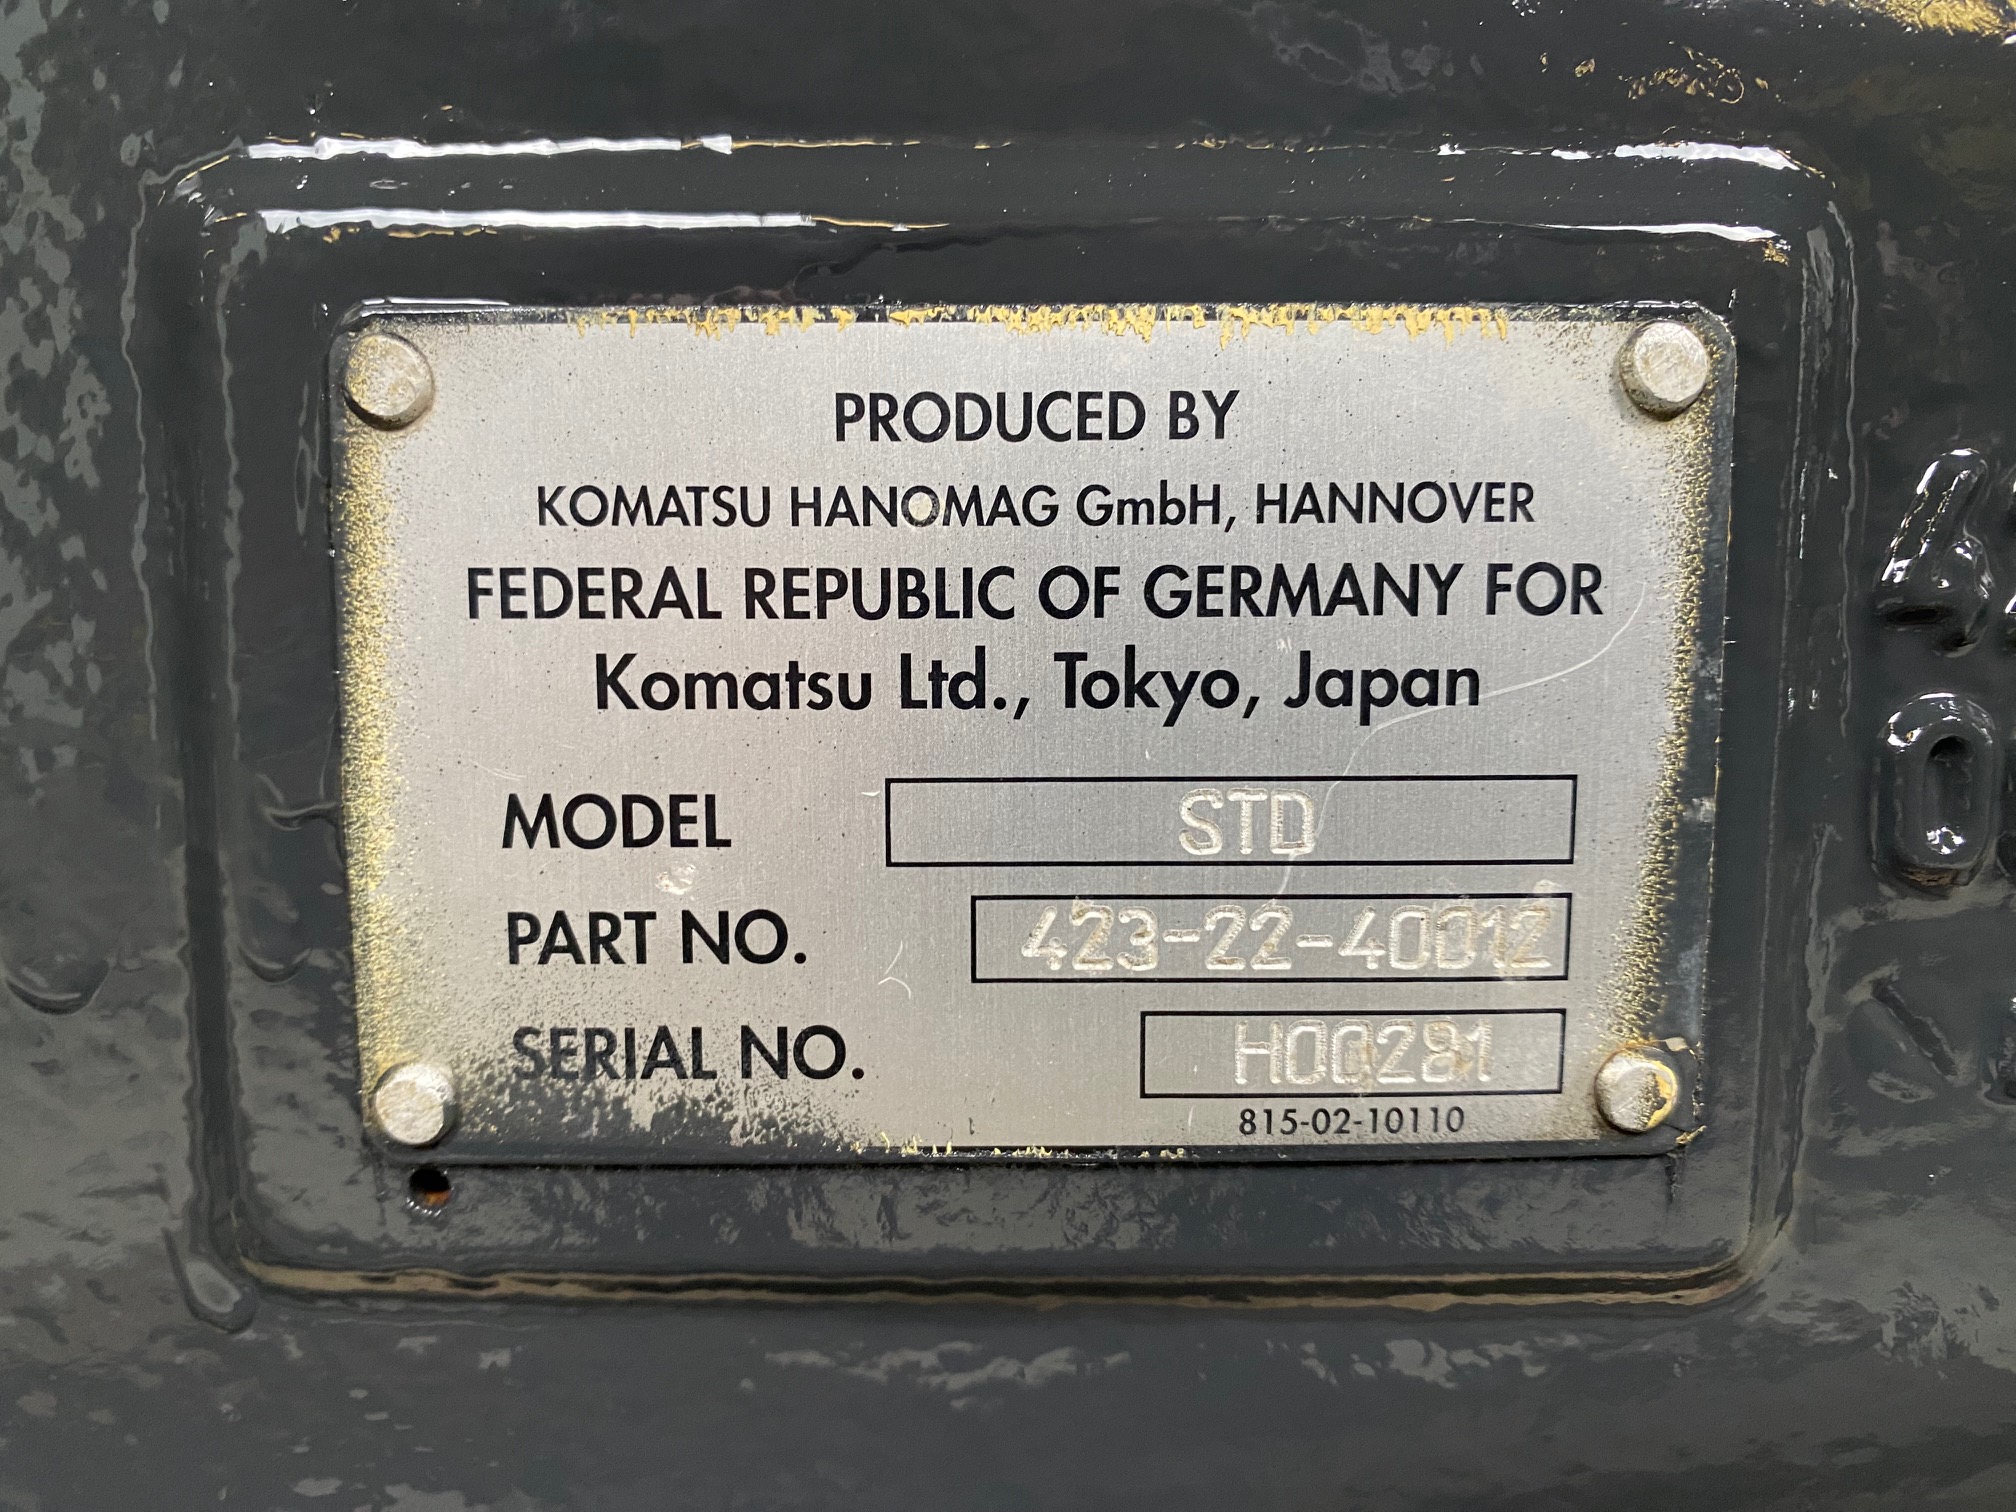 PRODUCED BY
KOMATSU HANOMAG GmbH, HANNOVER
FEDERAL REPUBLIC OF GERMANY FOR
Komatsu Ltd., Tokyo, Japan
MODEL STD
PART NO. 423-22-40012
SERIAL NO. H00281
815-02-10110